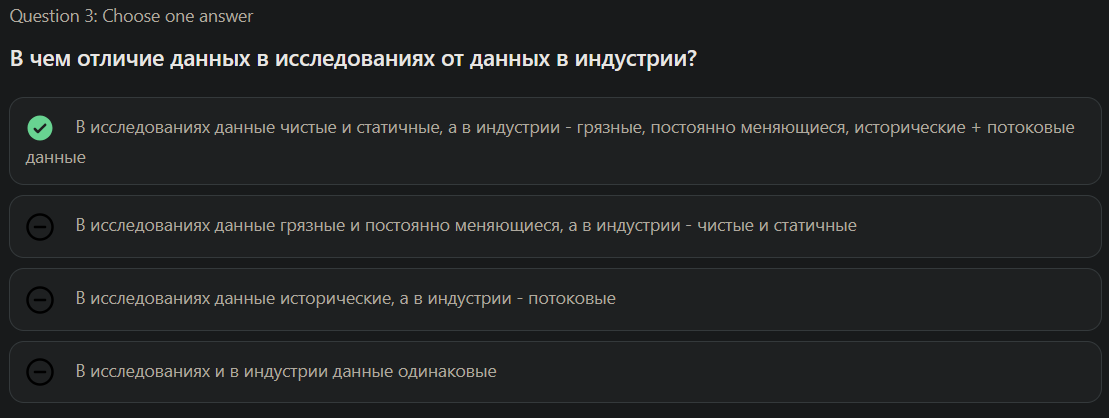 Question 3: Choose one answer
В чем отличие данных в исследованиях от данных в индустрии?
В исследованиях данные чистые и статичные, а в индустрии - грязные, постоянно меняющиеся, исторические + потоковые
данные
В исследованиях данные грязные и постоянно меняющиеся, а в индустрии - чистые и статичные
В исследованиях данные исторические, а в индустрии - потоковые
В исследованиях и в индустрии данные одинаковые